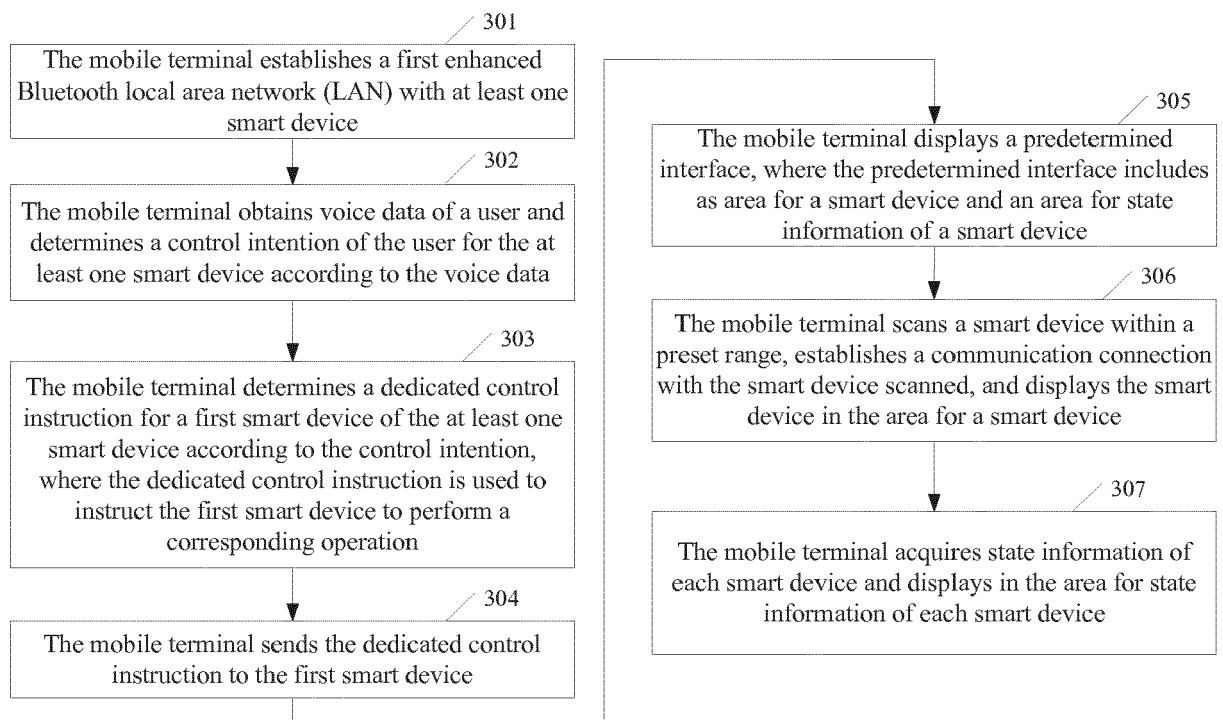 301
The mobile terminal establishes a first enhanced
Bluetooth local area network (LAN) with at least one
smart device
302
The mobile terminal obtains voice data of a user and
determines a control intention of the user for the at
least one smart device according to the voice data
303
The mobile terminal determines a dedicated control
instruction for a first smart device of the at least one
smart device according to the control intention,
where the dedicated control instruction is used to
instruct the first smart device to perform a
corresponding operation
304
The mobile terminal sends the dedicated control
instruction to the first smart device
305
The mobile terminal displays a predetermined
interface, where the predetermined interface includes
as area for a smart device and an area for state
information of a smart device
306
The mobile terminal scans a smart device within a
preset range, establishes a communication connection
with the smart device scanned, and displays the smart
device in the area for a smart device
307
The mobile terminal acquires state information of
each smart device and displays in the area for state
information of each smart device